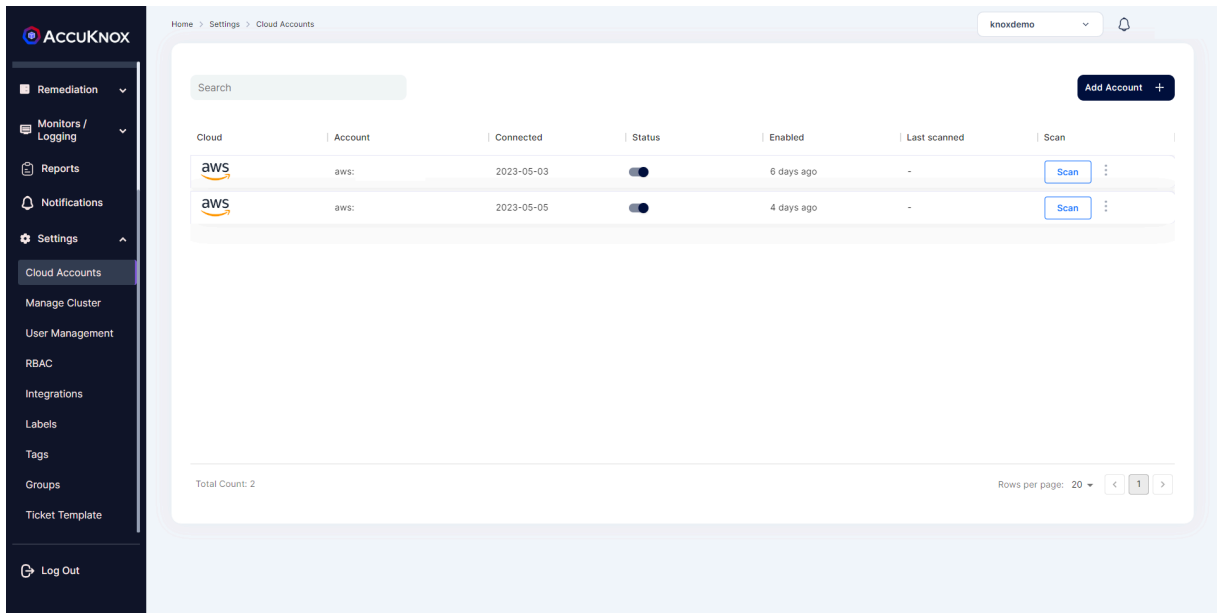 ACCUKNOX
Remediation
Monitors /
Logging
Reports
Notifications
Settings
Cloud Accounts
Manage Cluster
User Management
RBAC
Integrations
Labels
Tags
Groups
Ticket Template
Log Out
Home > Settings > Cloud Accounts
knoxdemo
Search
Add Account +
Cloud Account Connected Status Enabled Last scanned Scan
aws aws: 2023-05-03 6 days ago - Scan
aws aws: 2023-05-05 4 days ago - Scan
Total Count: 2
Rows per page: 20 < 1 >